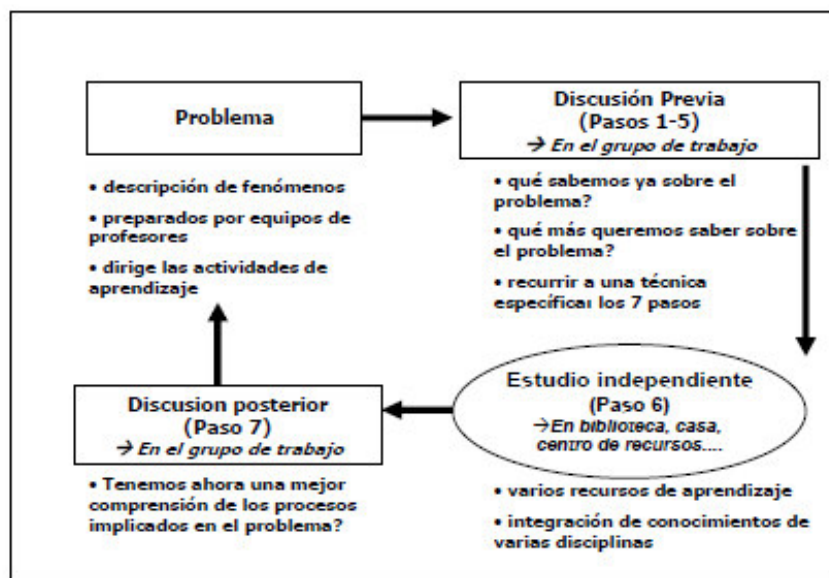 Problema
• descripción de fenómenos
• preparados por equipos de
profesores
• dirige las actividades de
aprendizaje
Discusión Previa
(Pasos 1-5)
→ En el grupo de trabajo
• qué sabemos ya sobre el
problema?
• qué más queremos saber sobre
el problema?
• recurrir a una técnica
específica: los 7 pasos
Estudio independiente
(Paso 6)
→En biblioteca, casa,
centro de recursos....
• varios recursos de aprendizaje
• integración de conocimientos de
varias disciplinas
Discusion posterior
(Paso 7)
→ En el grupo de trabajo
• Tenemos ahora una mejor
comprensión de los procesos
implicados en el problema?